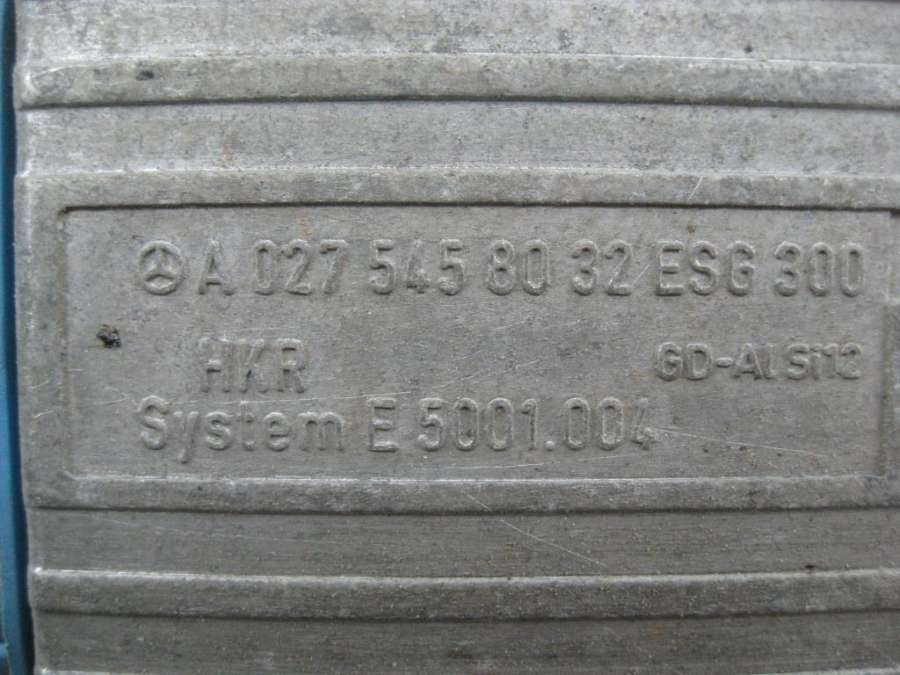 A 027 545 80 32 ESG 300
HKR GD-AlSi12
System E 5001.004